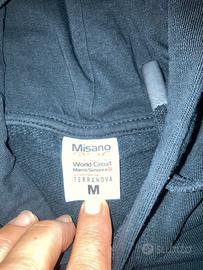 Misano
World Circuit
Marco Simoncelli
TERRANOVA
M
subito